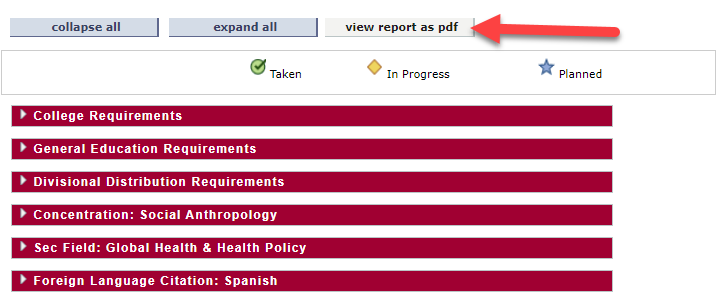 collapse all expand all view report as pdf
Taken In Progress Planned
College Requirements
General Education Requirements
Divisional Distribution Requirements
Concentration: Social Anthropology
Sec Field: Global Health & Health Policy
Foreign Language Citation: Spanish